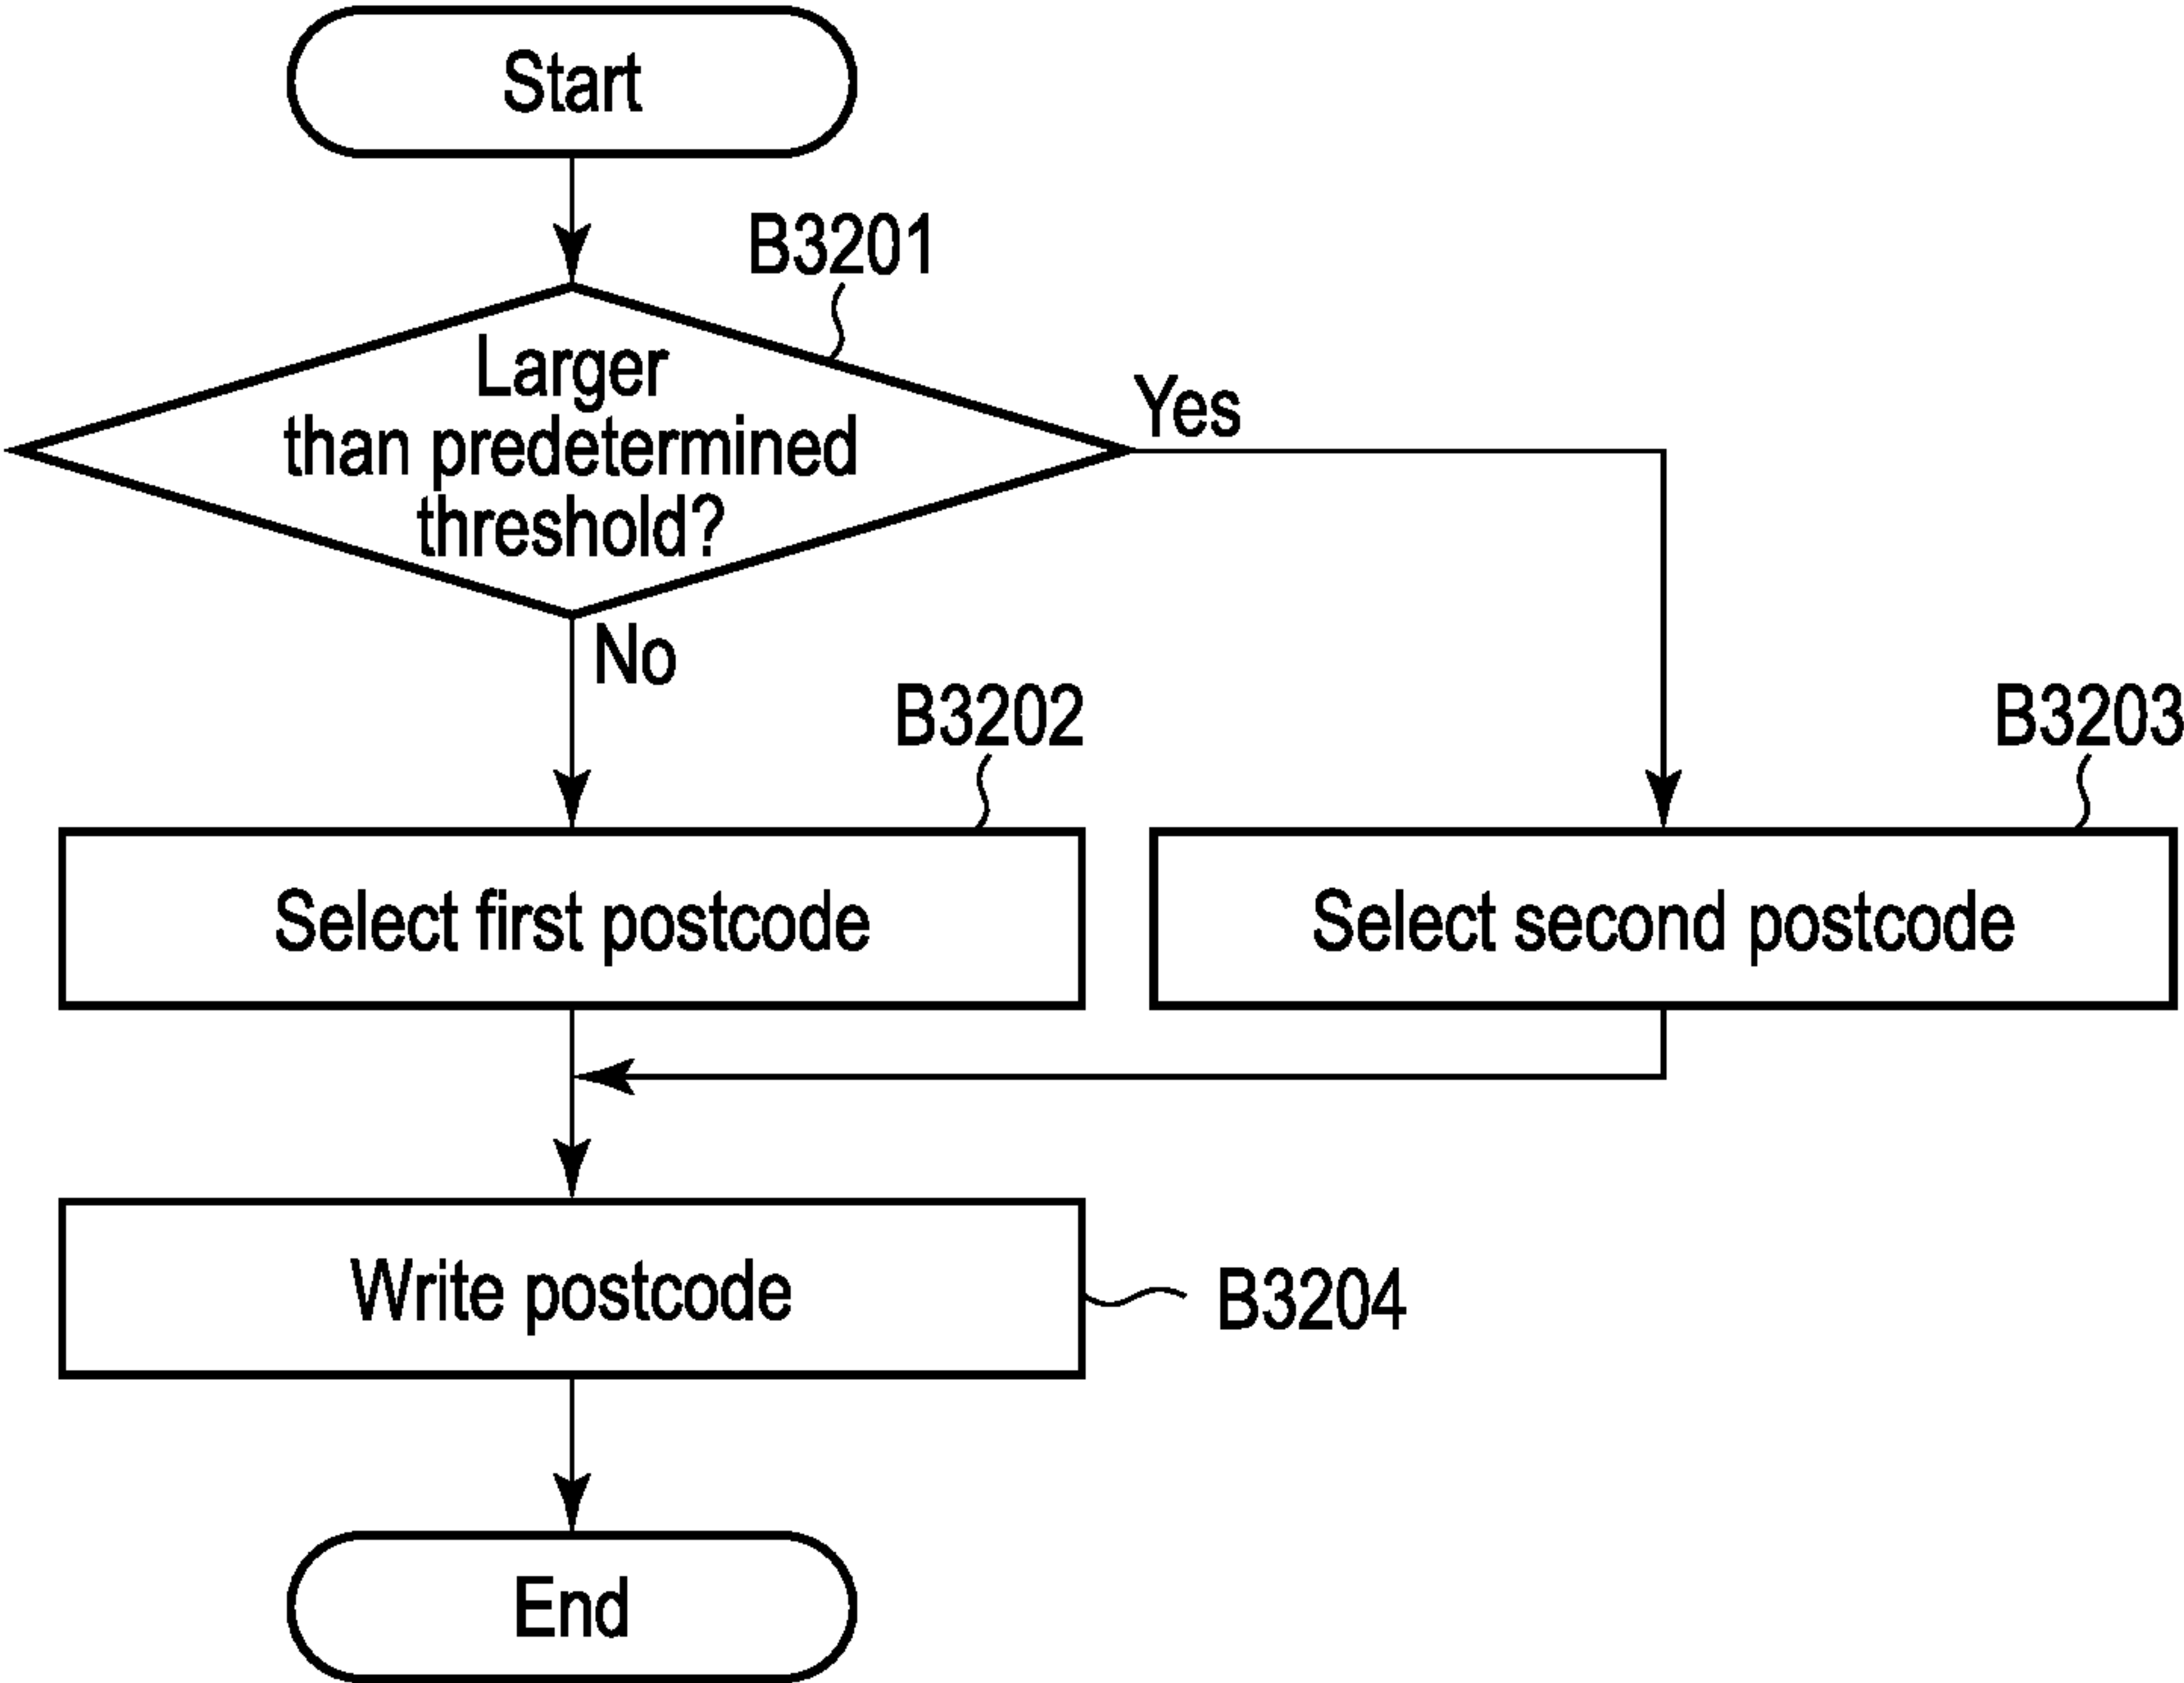 Start
B3201
Larger
than predetermined
threshold?
Yes
No
B3202
B3203
Select first postcode
Select second postcode
Write postcode
B3204
End